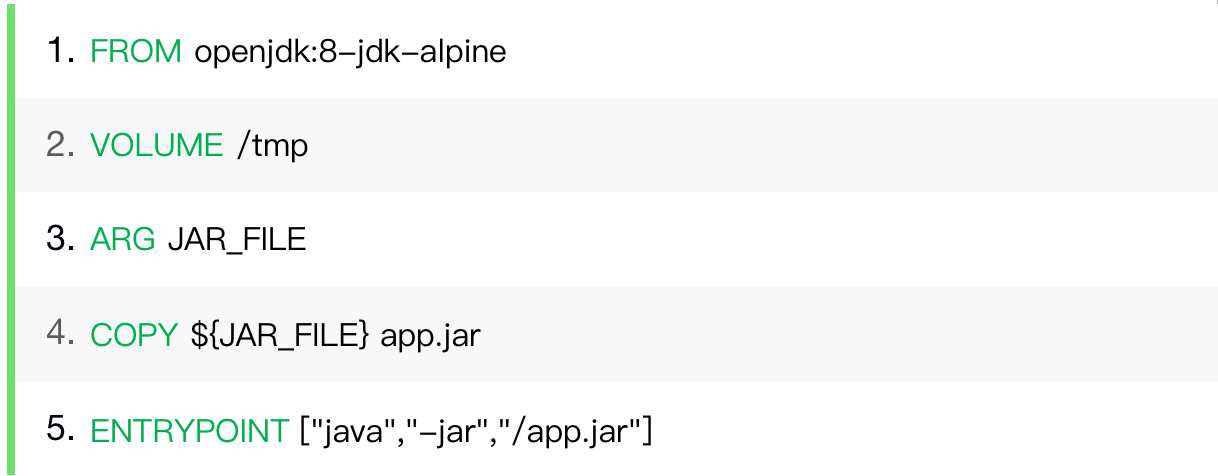 1. FROM openjdk:8-jdk-alpine
2. VOLUME /tmp
3. ARG JAR_FILE
4. COPY ${JAR_FILE} app.jar
5. ENTRYPOINT ["java","-jar","/app.jar"]